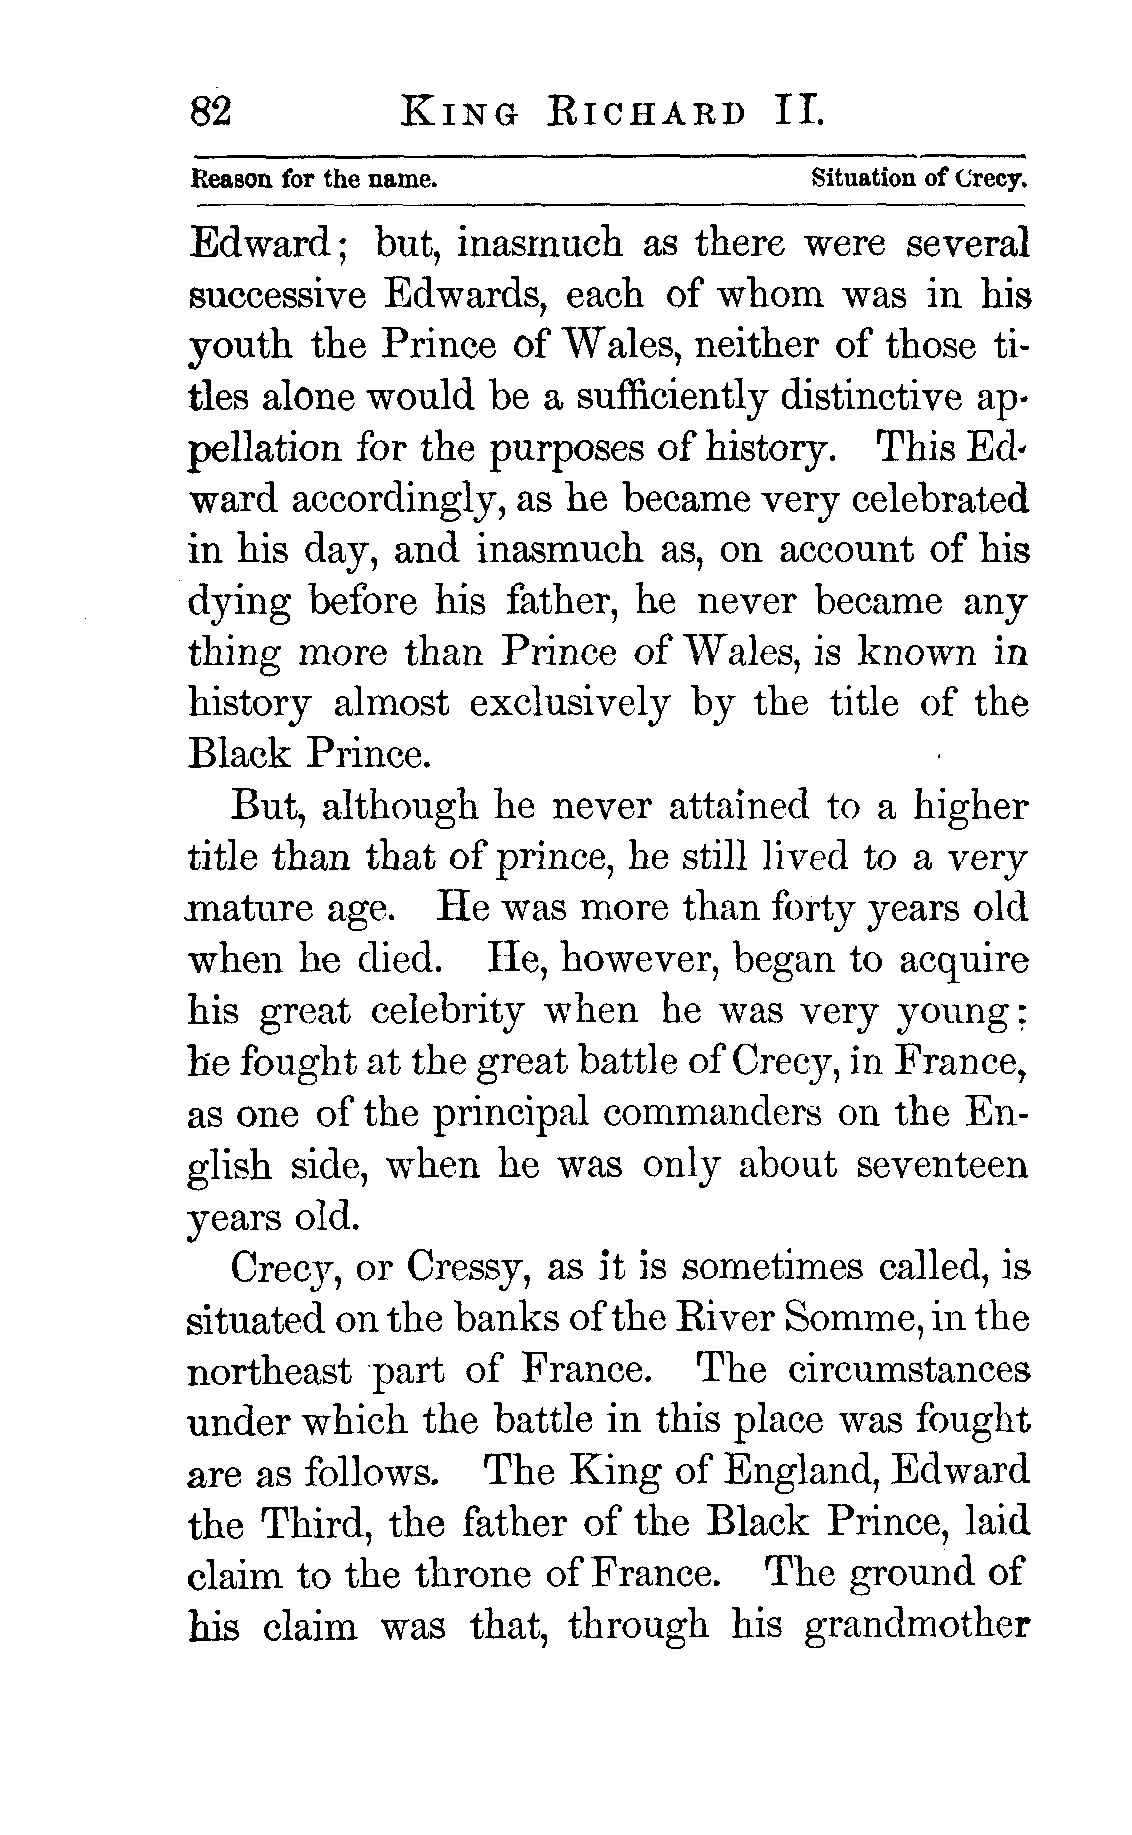 82 KING RICHARD II.
Reason for the name. Situation of Crecy.
Edward; but, inasmuch as there were several
successive Edwards, each of whom was in his
youth the Prince of Wales, neither of those ti-
tles alone would be a sufficiently distinctive ap-
pellation for the purposes of history. This Ed-
ward accordingly, as he became very celebrated
in his day, and inasmuch as, on account of his
dying before his father, he never became any
thing more than Prince of Wales, is known in
history almost exclusively by the title of the
Black Prince.
But, although he never attained to a higher
title than that of prince, he still lived to a very
mature age. He was more than forty years old
when he died. He, however, began to acquire
his great celebrity when he was very young;
he fought at the great battle of Crecy, in France,
as one of the principal commanders on the En-
glish side, when he was only about seventeen
years old.
Crecy, or Cressy, as it is sometimes called, is
situated on the banks of the River Somme, in the
northeast part of France. The circumstances
under which the battle in this place was fought
are as follows. The King of England, Edward
the Third, the father of the Black Prince, laid
claim to the throne of France. The ground of
his claim was that, through his grandmother